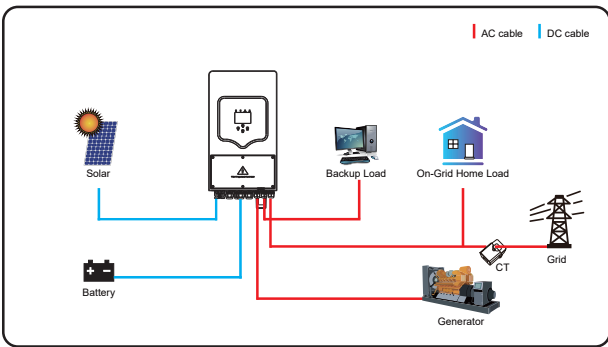 AC cable
DC cable
Solar
Backup Load
On-Grid Home Load
Battery
CT
Grid
Generator